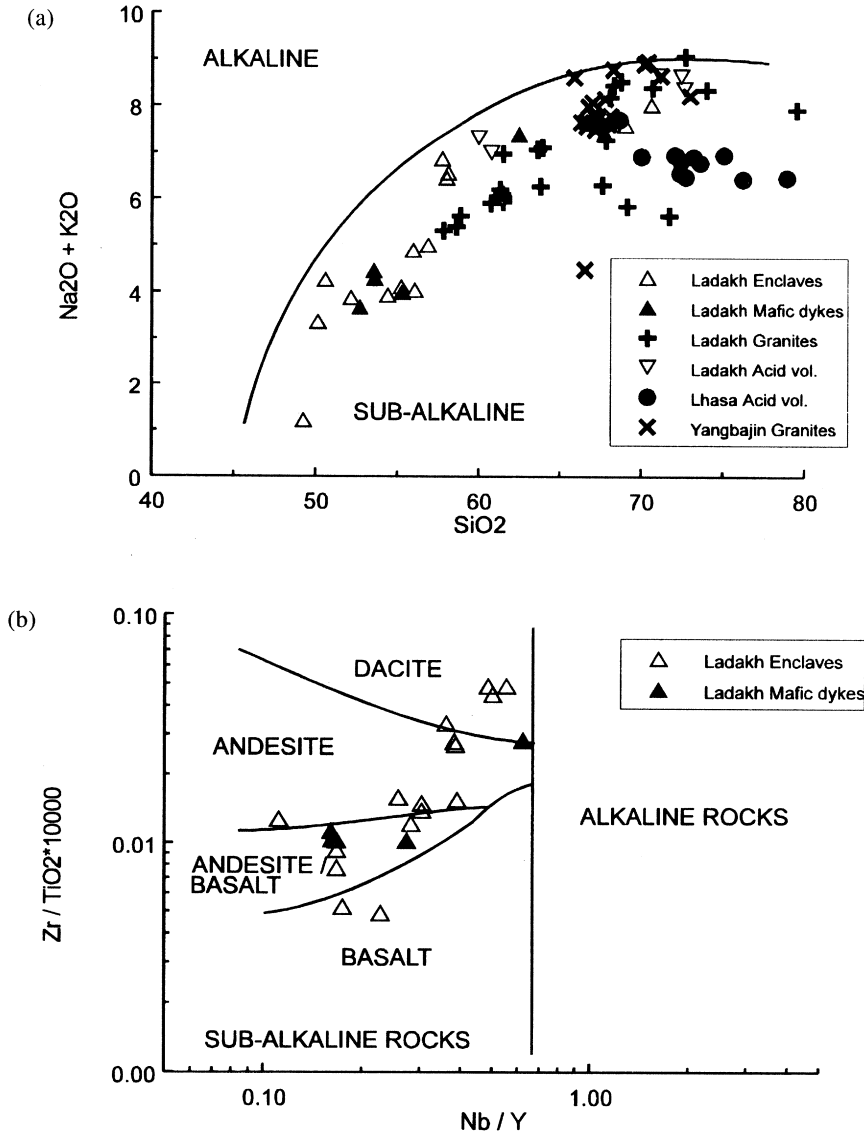 (a)
ALKALINE
SUB-ALKALINE
Na2O + K2O
10
8
6
4
2
0
40
50
60
70
80
SiO2
Ladakh Enclaves
Ladakh Mafic dykes
Ladakh Granites
Ladakh Acid vol.
Lhasa Acid vol.
Yangbajin Granites
(b)
0.10
0.01
0.00
Zr / TiO2*10000
DACITE
ANDESITE
ANDESITE
BASALT
BASALT
SUB-ALKALINE ROCKS
ALKALINE ROCKS
Ladakh Enclaves
Ladakh Mafic dykes
0.10
1.00
Nb / Y